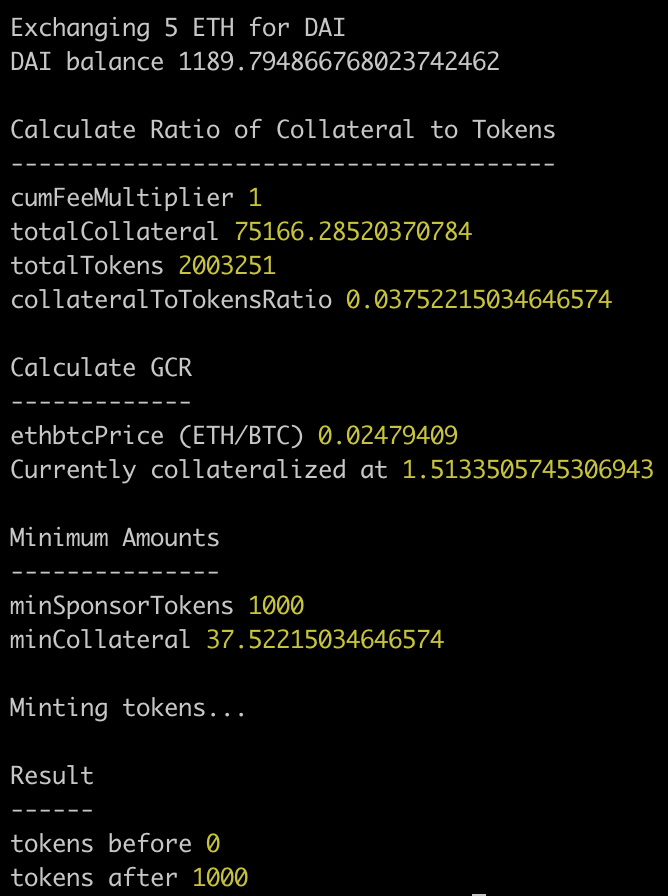 Exchanging 5 ETH for DAI
DAI balance 1189.794866768023742462
Calculate Ratio of Collateral to Tokens
---------------------------------------
cumFeeMultiplier 1
totalCollateral 75166.28520370784
totalTokens 2003251
collateralToTokensRatio 0.03752215034646574
Calculate GCR
-------------
ethbtcPrice (ETH/BTC) 0.02479409
Currently collateralized at 1.5133505745306943
Minimum Amounts
---------------
minSponsorTokens 1000
minCollateral 37.52215034646574
Minting tokens...
Result
------
tokens before 0
tokens after 1000